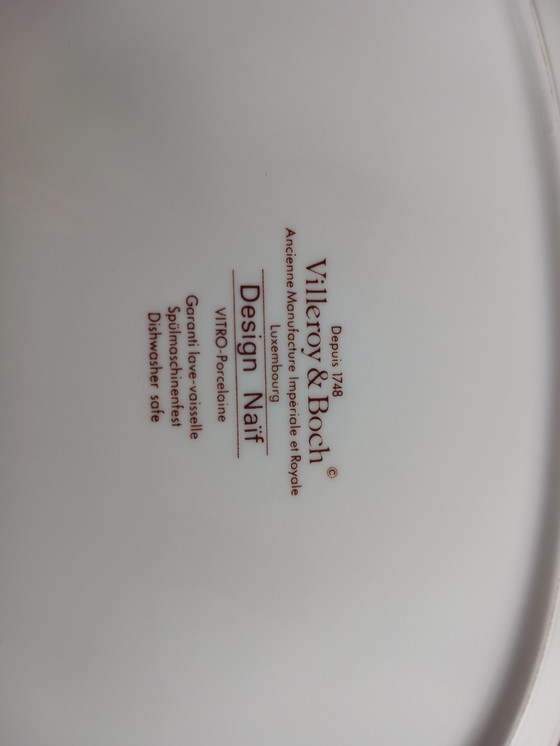 Depuis 1748
Villeroy & Boch ©
Ancienne Manufacture Impériale et Royale
Luxembourg
Design Naïf
VITRO-Porcelaine
Garanti lave-vaisselle
Spülmaschinenfest
Dishwasher safe